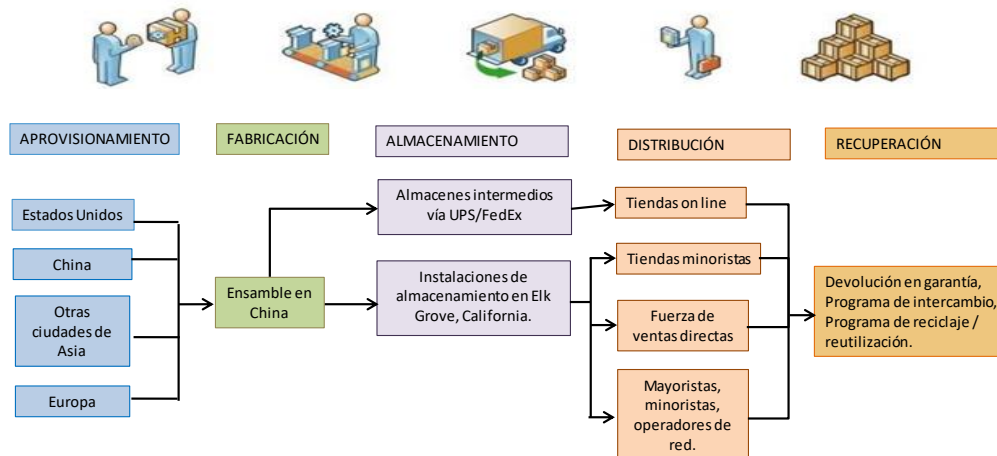 APROVISIONAMIENTO
FABRICACIÓN
ALMACENAMIENTO
DISTRIBUCIÓN
RECUPERACIÓN
Estados Unidos
China
Otras
ciudades de
Asia
Europa
Ensamble en
China
Almacenes intermedios
vía UPS/FedEx
Instalaciones de
almacenamiento en Elk
Grove, California.
Tiendas on line
Tiendas minoristas
Fuerza de
ventas directas
Mayoristas,
minoristas,
operadores de
red.
Devolución en garantía,
Programa de intercambio,
Programa de reciclaje /
reutilización.